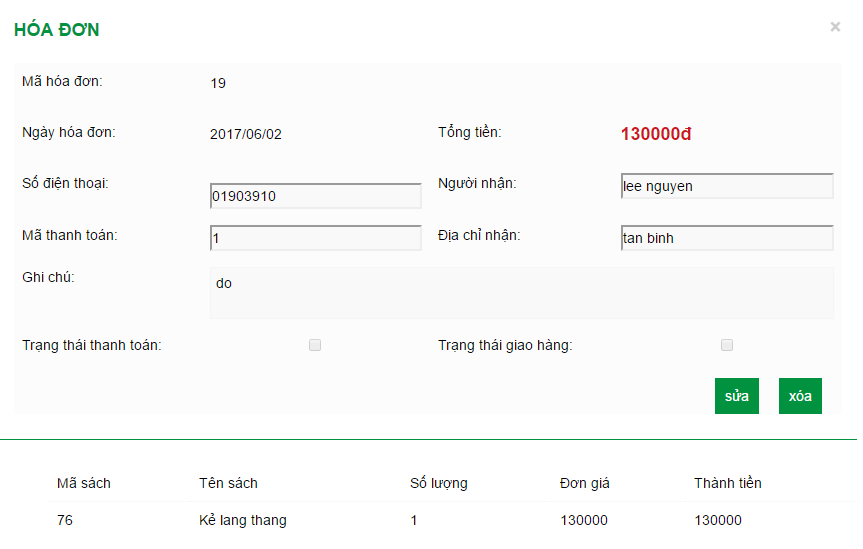 HÓA ĐƠN ×
Mã hóa đơn: 19
Ngày hóa đơn: 2017/06/02 Tổng tiền: 130000đ
Số điện thoại: 01903910 Người nhận: lee nguyen
Mã thanh toán: 1 Địa chỉ nhận: tan binh
Ghi chú: do
Trạng thái thanh toán: Trạng thái giao hàng:
sửa xóa
Mã sách Tên sách Số lượng Đơn giá Thành tiền
76 Kẻ lang thang 1 130000 130000